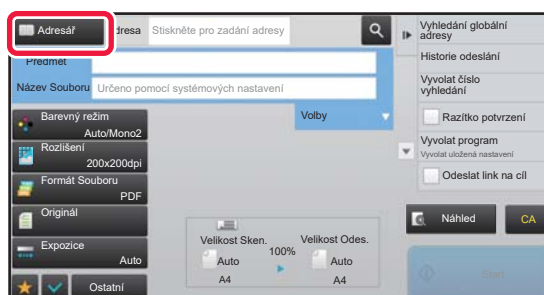 Adresář
dresa
Stiskněte pro zadání adresy
Předmět
Název Souboru
Určeno pomocí systémových nastavení
Barevný režim
Auto/Mono2
Rozlišení
200x200dpi
Formát Souboru
PDF
Originál
Expozice
Auto
Ostatní
Volby
Velikost Sken.
100%
Velikost Odes.
Auto
Auto
A4
A4
Vyhledání globální
adresy
Historie odeslání
Vyvolat číslo
vyhledání
Razítko potvrzení
Vyvolat program
Vyvolat uložená nastavení
Odeslat link na cíl
Náhled
CA
Start